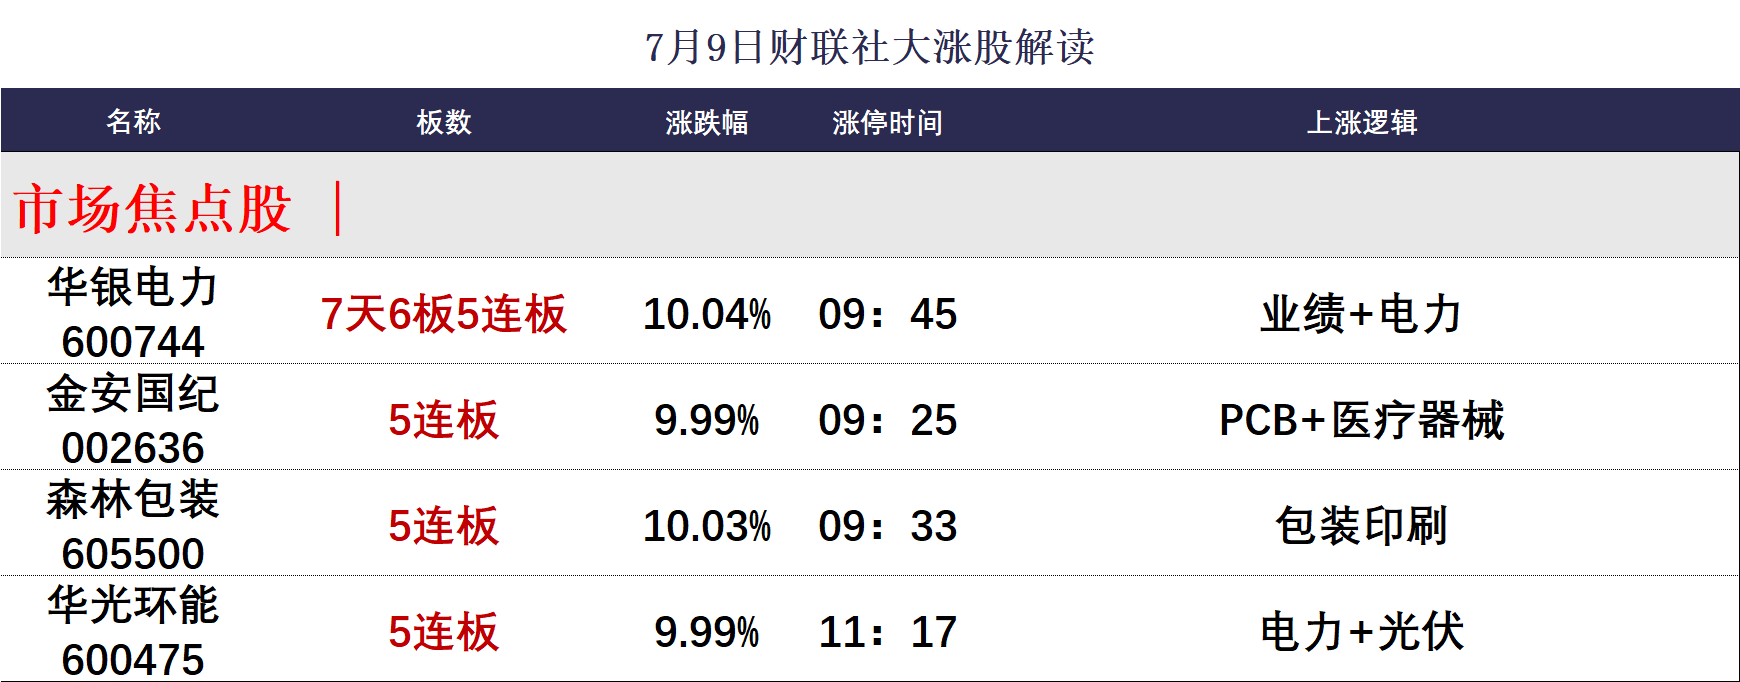 7月9日财联社大涨股解读
名称 板数 涨跌幅 涨停时间 上涨逻辑
市场焦点股 ｜
华银电力
600744
7天6板5连板 10.04% 09：45 业绩+电力
金安国纪
002636
5连板 9.99% 09：25 PCB+医疗器械
森林包装
605500
5连板 10.03% 09：33 包装印刷
华光环能
600475
5连板 9.99% 11：17 电力+光伏